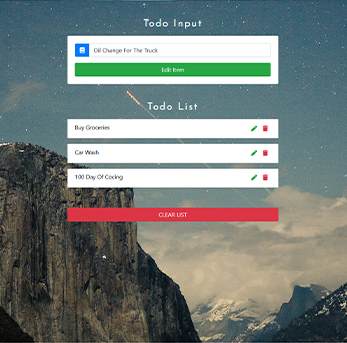 Todo Input
Oil Change For The Truck
Edit Item
Todo List
Buy Groceries
Car Wash
100 Day Of Cocing
CLEAR LIST